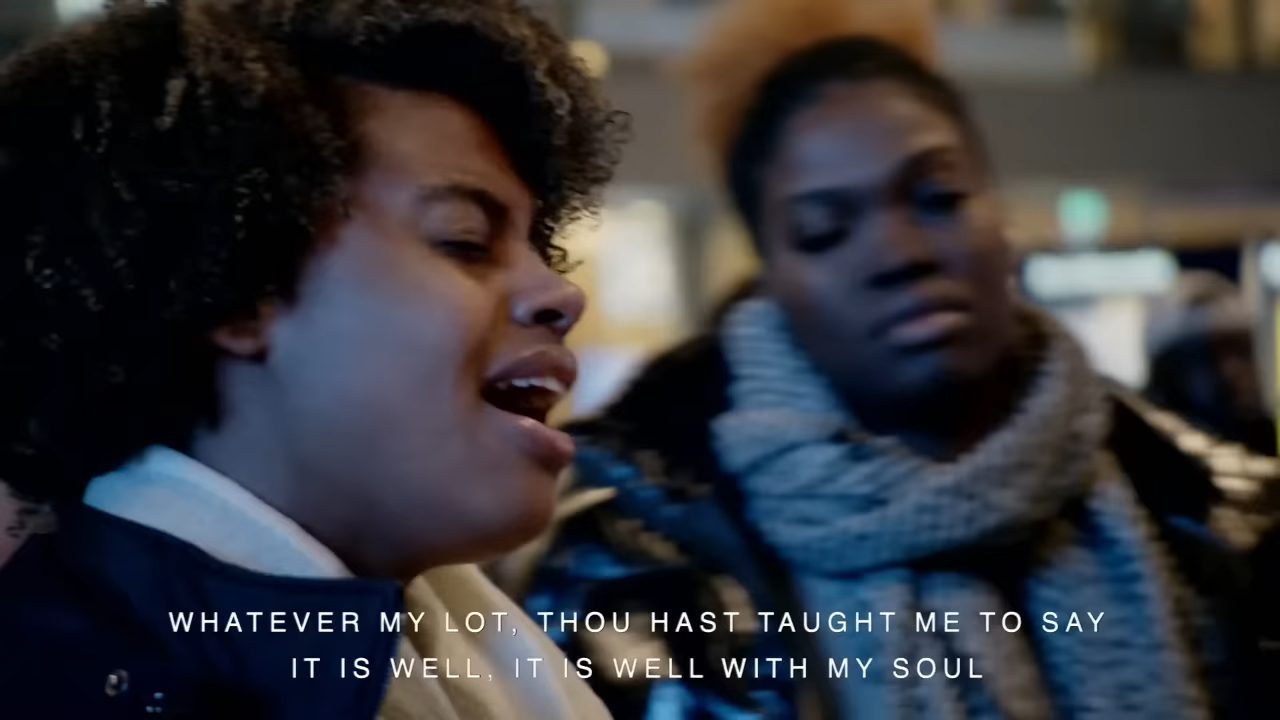 WHATEVER MY LOT, THOU HAST TAUGHT ME TO SAY
IT IS WELL, IT IS WELL WITH MY SOUL